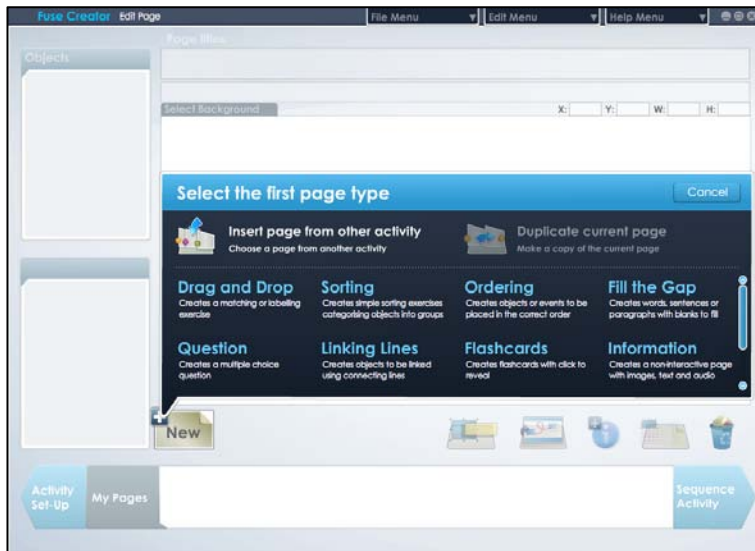 Fuse Creator Edit Page
File Menu
Edit Menu
Help Menu
Page titles
Objects
Select Background
X: Y: W: H:
Select the first page type
Cancel
Insert page from other activity
Choose a page from another activity
Duplicate current page
Make a copy of the current page
Drag and Drop
Creates a matching or labelling
exercise
Sorting
Creates simple sorting exercises
categorising objects into groups
Ordering
Creates objects or events to be
placed in the correct order
Fill the Gap
Creates words, sentences or
paragraphs with blanks to fill
Question
Creates a multiple choice
question
Linking Lines
Creates objects to be linked
using connecting lines
Flashcards
Creates flashcards with click to
reveal
Information
Creates a non-interactive page
with images, text and audio
New
Activity
Set-Up
My Pages
Sequence
Activity